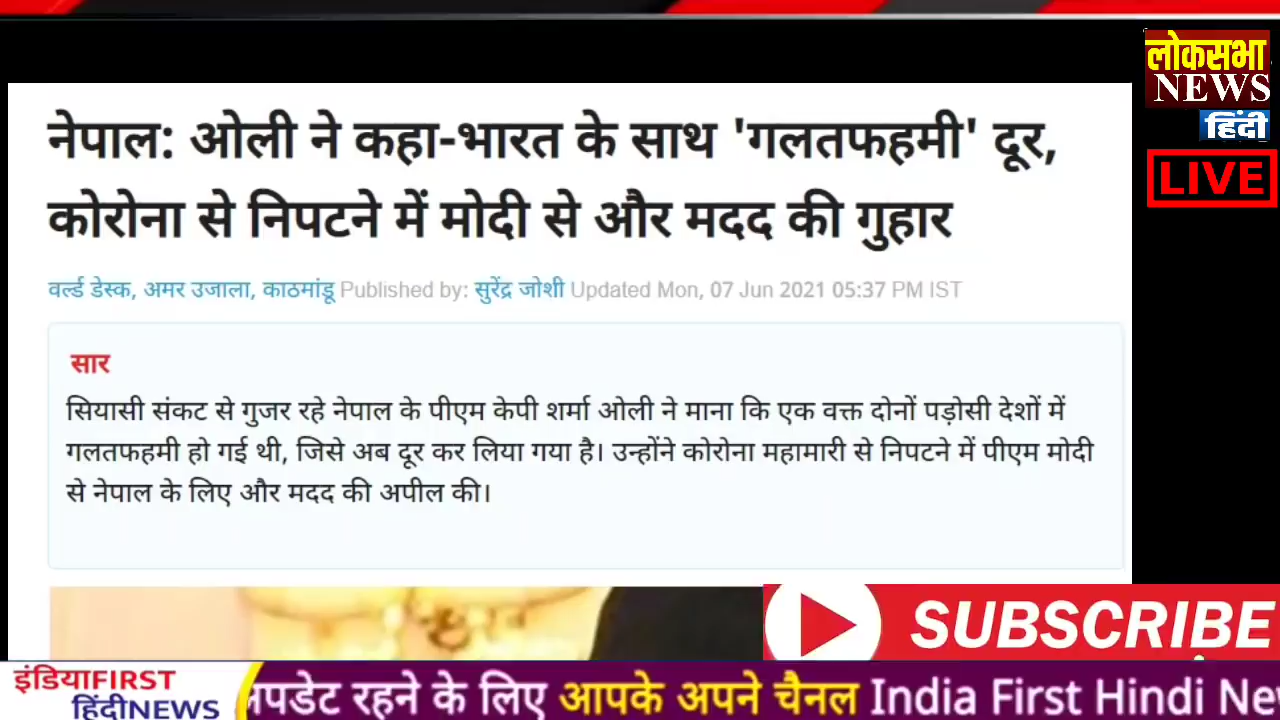 लोकसभा
NEWS
हिंदी
LIVE
नेपाल: ओली ने कहा-भारत के साथ 'गलतफहमी' दूर,
कोरोना से निपटने में मोदी से और मदद की गुहार
वर्ल्ड डेस्क, अमर उजाला, काठमांडू Published by: सुरेंद्र जोशी Updated Mon, 07 Jun 2021 05:37 PM IST
सार
सियासी संकट से गुजर रहे नेपाल के पीएम केपी शर्मा ओली ने माना कि एक वक्त दोनों पड़ोसी देशों में
गलतफहमी हो गई थी, जिसे अब दूर कर लिया गया है। उन्होंने कोरोना महामारी से निपटने में पीएम मोदी
से नेपाल के लिए और मदद की अपील की।
SUBSCRIBE
इंडियाFIRST
हिंदीNEWS
रहने के लिए आपके अपने चैनल India First Hindi